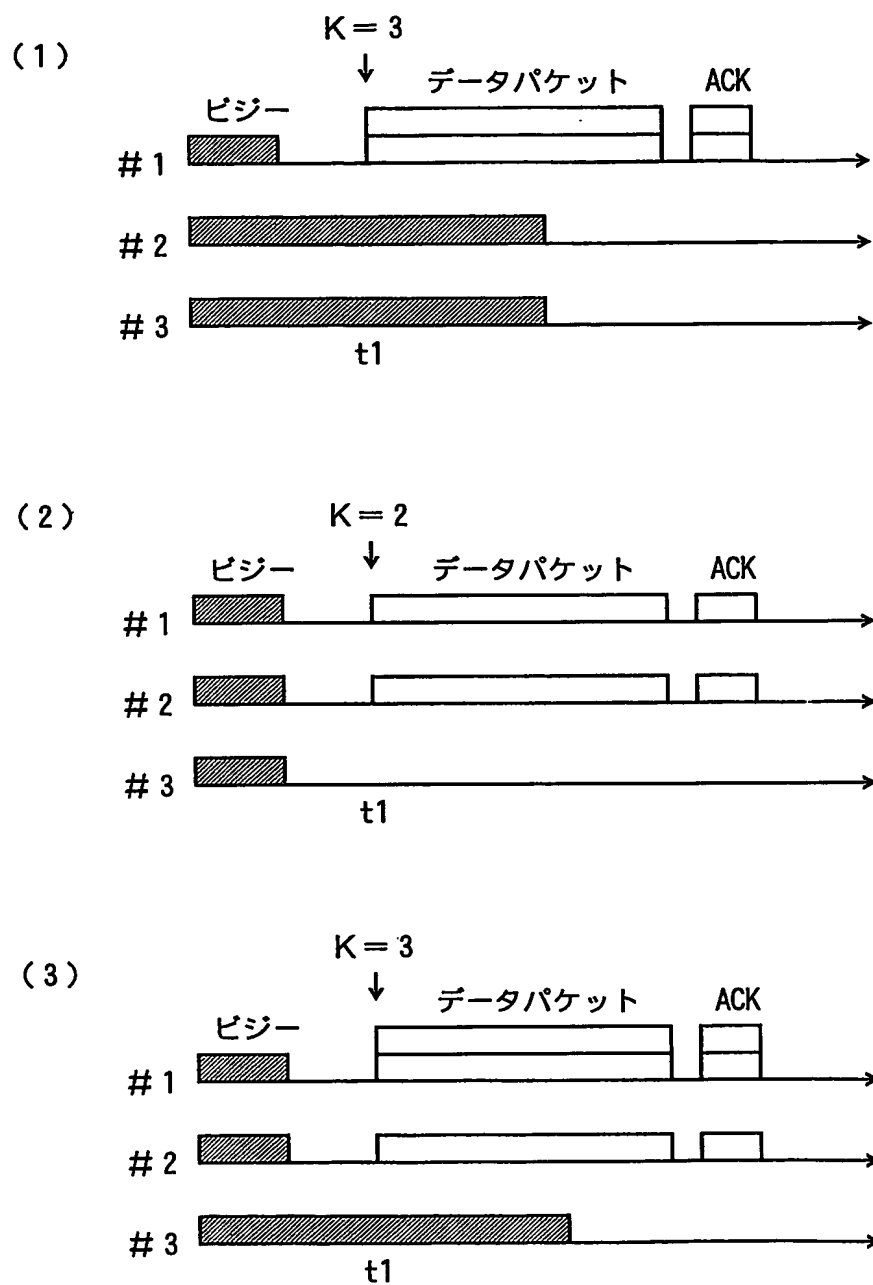 (1)
K=3
↓
データパケット ACK
ビジー
#1
#2
#3
t1
(2)
K=2
↓
ビジー データパケット ACK
#1
#2
#3
t1
(3)
K=3
↓
データパケット ACK
ビジー
#1
#2
#3
t1